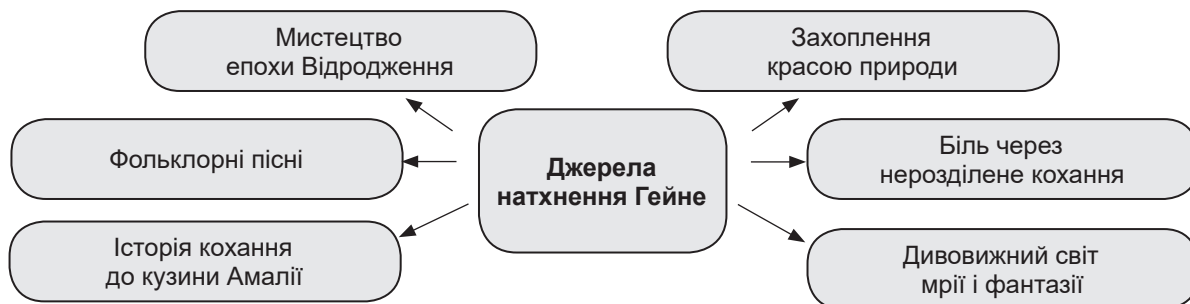 Мистецтво
епохи Відродження
Захоплення
красою природи
Фольклорні пісні
Джерела
натхнення Гейне
Біль через
нерозділене кохання
Історія кохання
до кузини Амалії
Дивовижний світ
мрії і фантазії